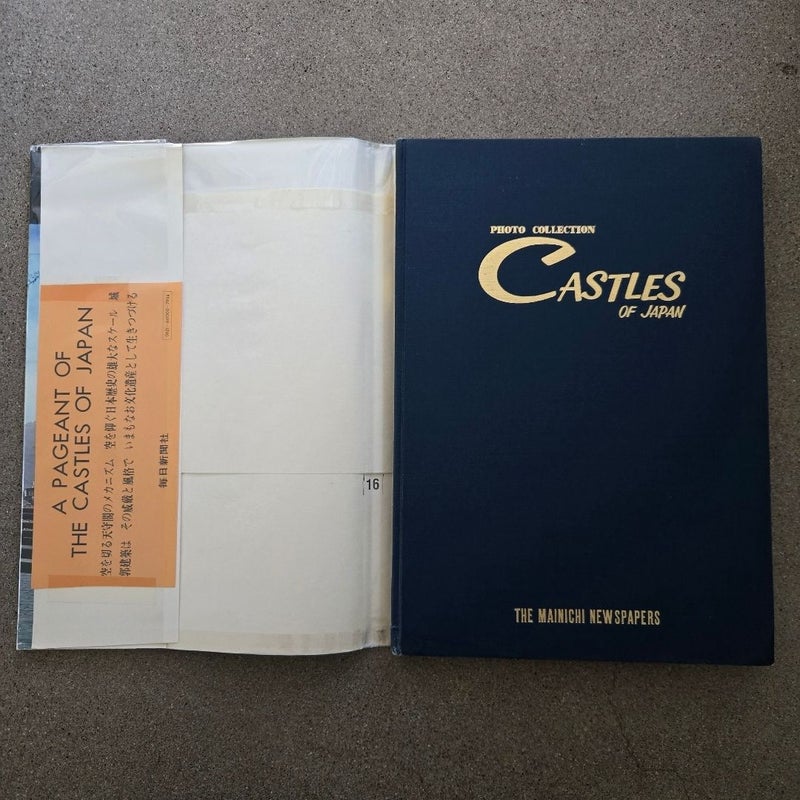 A PAGEANT OF
THE CASTLES OF JAPAN
空を切る天守閣のメカニズム 空を仰ぐ日本歴史の雄大なスケール 城
郭建築は その威厳と風格で いまもなお文化遺産として生きつづける
毎日新聞社
16
PHOTO COLLECTION
CASTLES
OF JAPAN
THE MAINICHI NEWSPAPERS